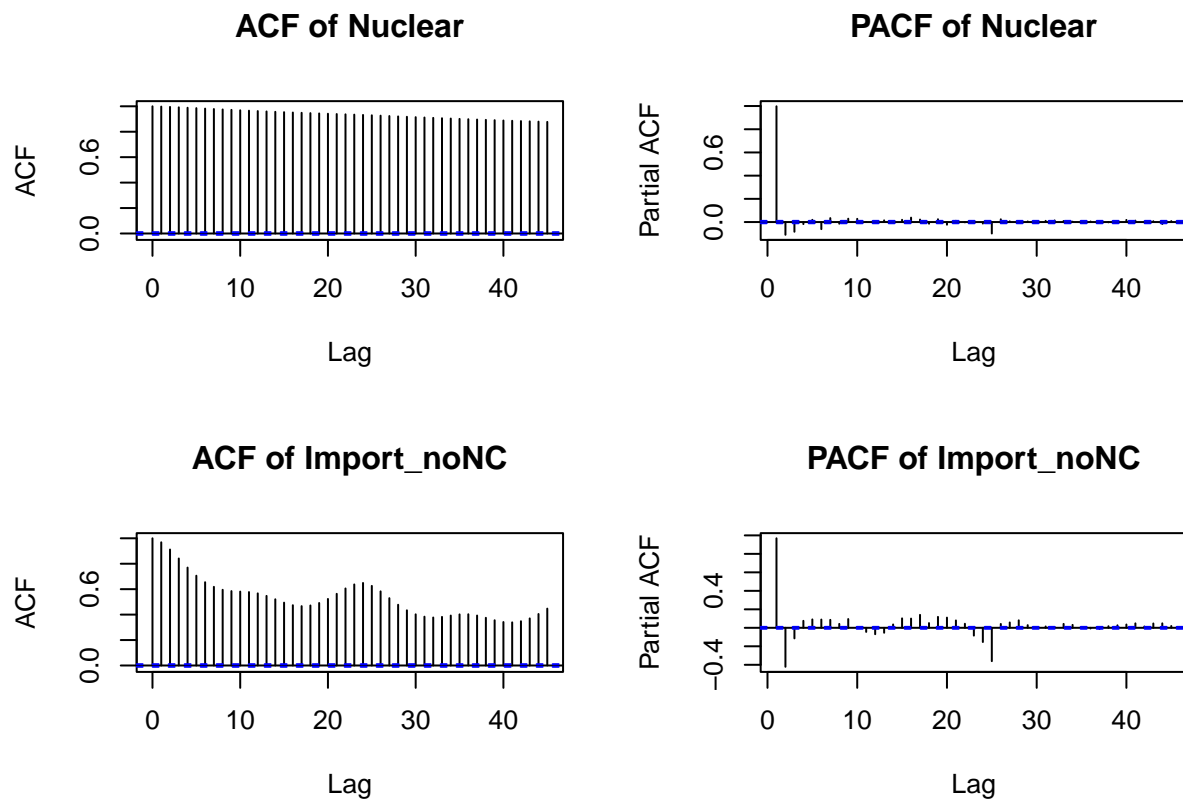 ACF of Nuclear
ACF
0.0 0.6
0 10 20 30 40
Lag
PACF of Nuclear
Partial ACF
0.0 0.6
0 10 20 30 40
Lag
ACF of Import_noNC
ACF
0.0 0.6
0 10 20 30 40
Lag
PACF of Import_noNC
Partial ACF
−0.4 0.4
0 10 20 30 40
Lag